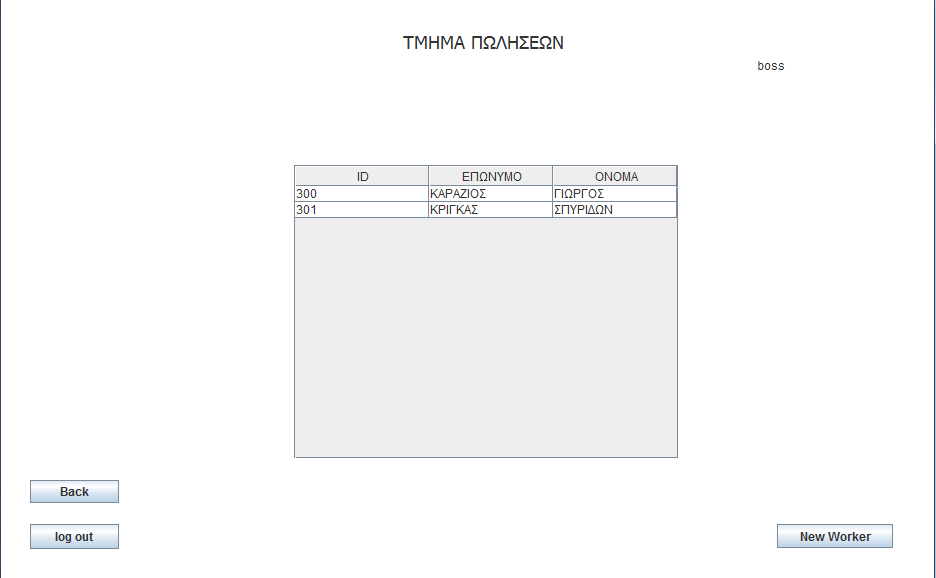 ΤΜΗΜΑ ΠΩΛΗΣΕΩΝ
boss
ID ΕΠΩΝΥΜΟ ΟΝΟΜΑ
300 ΚΑΡΑΖΙΟΣ ΓΙΩΡΓΟΣ
301 ΚΡΙΓΚΑΣ ΣΠΥΡΙΔΩΝ
Back
log out
New Worker